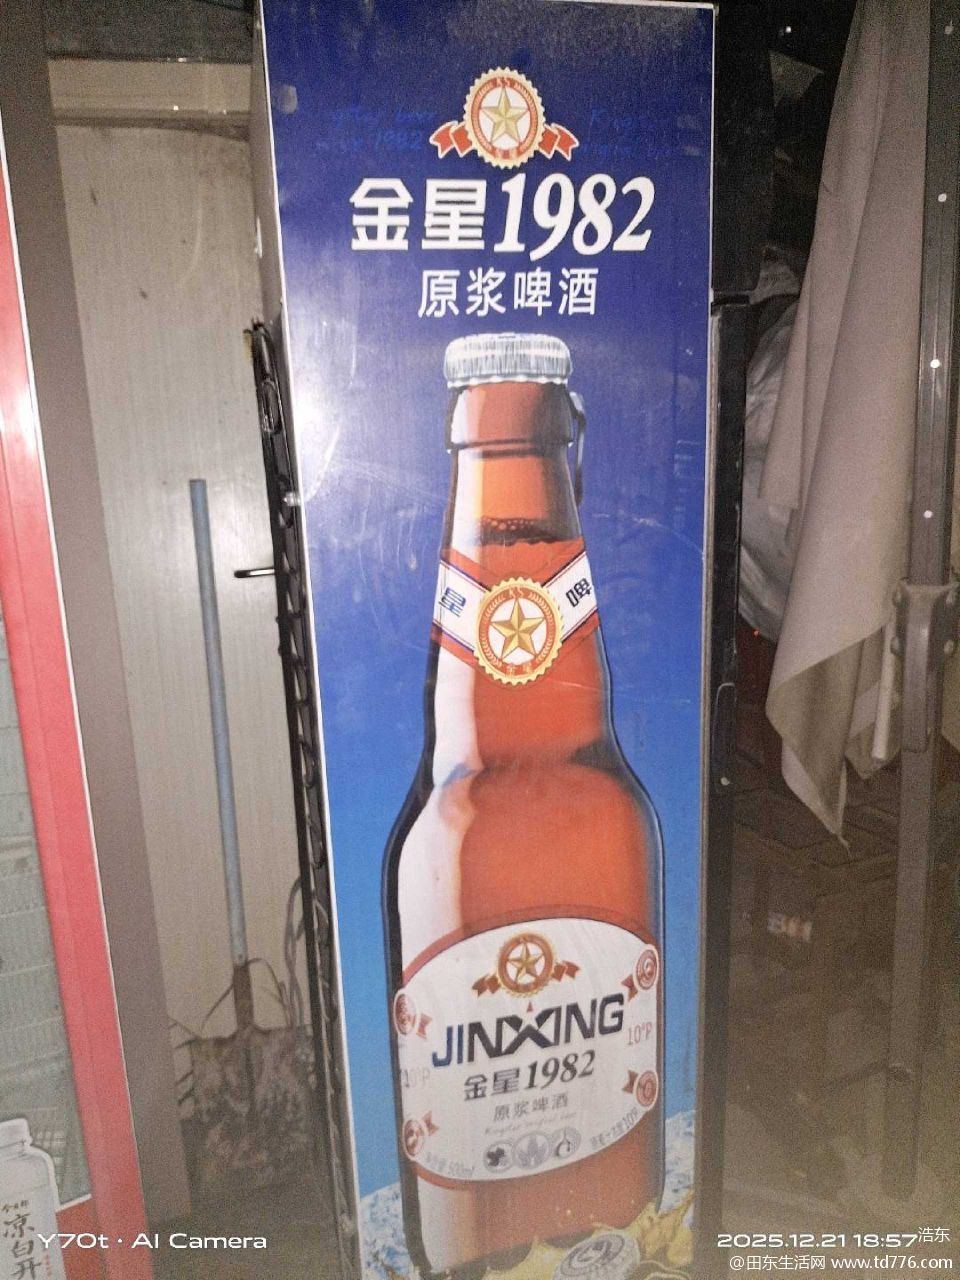 金星1982
原浆啤酒
JINXING
10°P
金星1982
原浆啤酒
500ml
凉白开
Y70t · AI Camera
2025.12.21 18:57
浩东
@田东生活网 www.td776.com